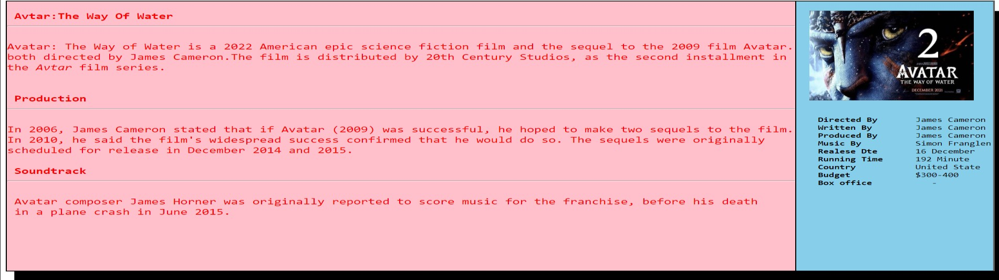 Avtar:The Way Of Water
Avatar: The Way of Water is a 2022 American epic science fiction film and the sequel to the 2009 film Avatar.
both directed by James Cameron.The film is distributed by 20th Century Studios, as the second installment in
the Avtar film series.
Production
In 2006, James Cameron stated that if Avatar (2009) was successful, he hoped to make two sequels to the film.
In 2010, he said the film's widespread success confirmed that he would do so. The sequels were originally
scheduled for release in December 2014 and 2015.
Soundtrack
Avatar composer James Horner was originally reported to score music for the franchise, before his death
in a plane crash in June 2015.
2
AVATAR
THE WAY OF WATER
DECEMBER 2021
Directed By James Cameron
Written By James Cameron
Produced By James Cameron
Music By Simon Franglen
Realese Dte 16 December
Running Time 192 Minute
Country United State
Budget $300-400
Box office -